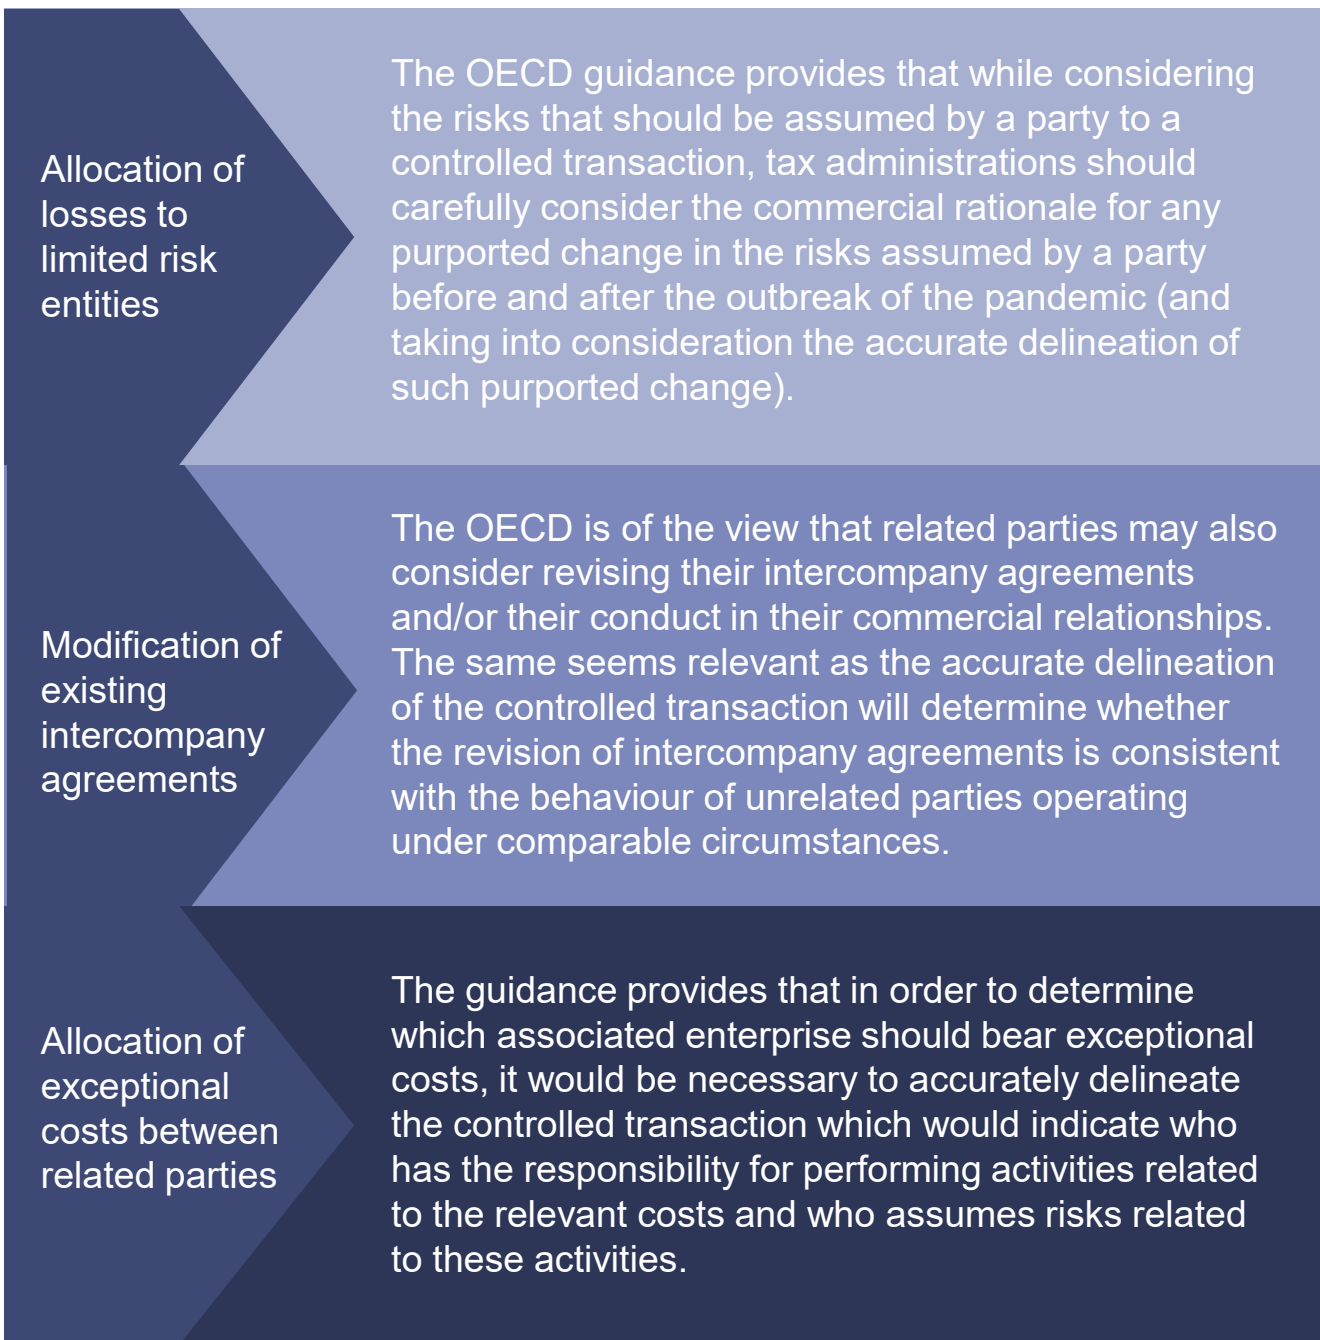 Allocation of
losses to
limited risk
entities
The OECD guidance provides that while considering
the risks that should be assumed by a party to a
controlled transaction, tax administrations should
carefully consider the commercial rationale for any
purported change in the risks assumed by a party
before and after the outbreak of the pandemic (and
taking into consideration the accurate delineation of
such purported change).
Modification of
existing
intercompany
agreements
The OECD is of the view that related parties may also
consider revising their intercompany agreements
and/or their conduct in their commercial relationships.
The same seems relevant as the accurate delineation
of the controlled transaction will determine whether
the revision of intercompany agreements is consistent
with the behaviour of unrelated parties operating
under comparable circumstances.
Allocation of
exceptional
costs between
related parties
The guidance provides that in order to determine
which associated enterprise should bear exceptional
costs, it would be necessary to accurately delineate
the controlled transaction which would indicate who
has the responsibility for performing activities related
to the relevant costs and who assumes risks related
to these activities.